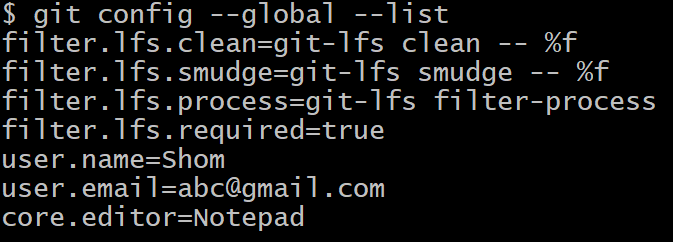 $ git config --global --list
filter.lfs.clean=git-lfs clean -- %f
filter.lfs.smudge=git-lfs smudge -- %f
filter.lfs.process=git-lfs filter-process
filter.lfs.required=true
user.name=Shom
user.email=abc@gmail.com
core.editor=Notepad